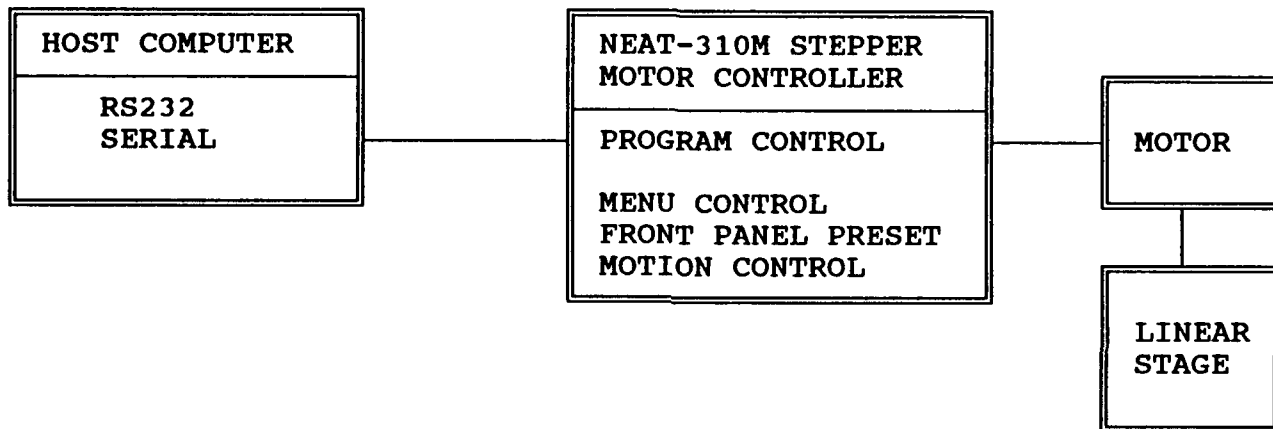 HOST COMPUTER
RS232
SERIAL
NEAT-310M STEPPER
MOTOR CONTROLLER
PROGRAM CONTROL
MENU CONTROL
FRONT PANEL PRESET
MOTION CONTROL
MOTOR
LINEAR
STAGE